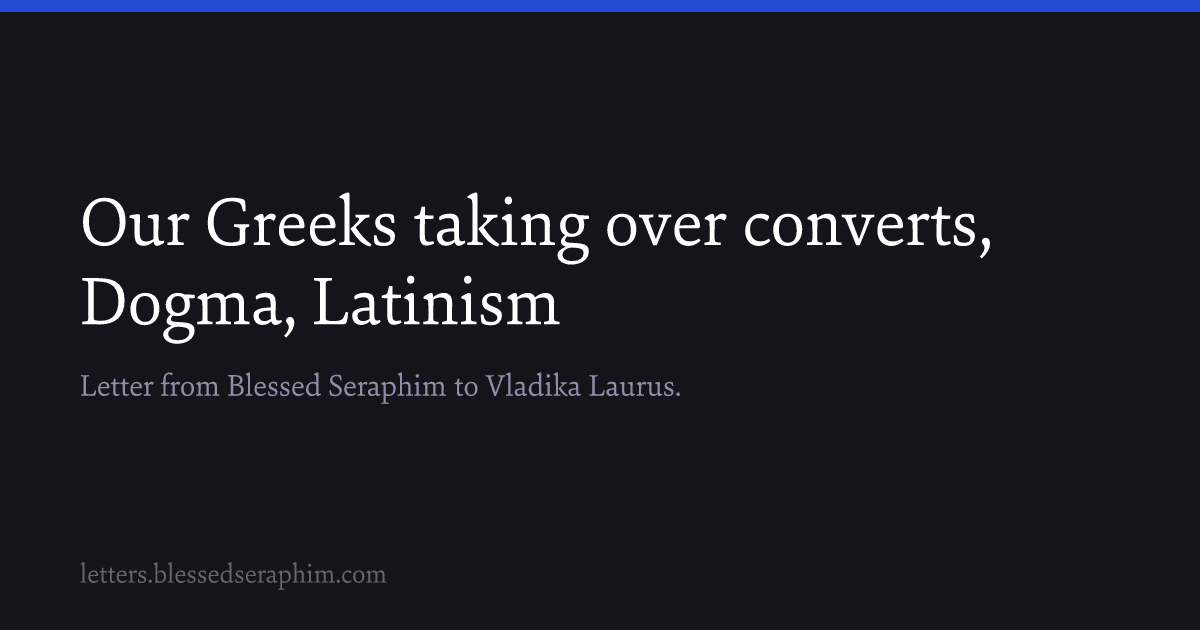 Our Greeks taking over converts,
Dogma, Latinism
Letter from Blessed Seraphim to Vladika Laurus.
letters.blessedseraphim.com